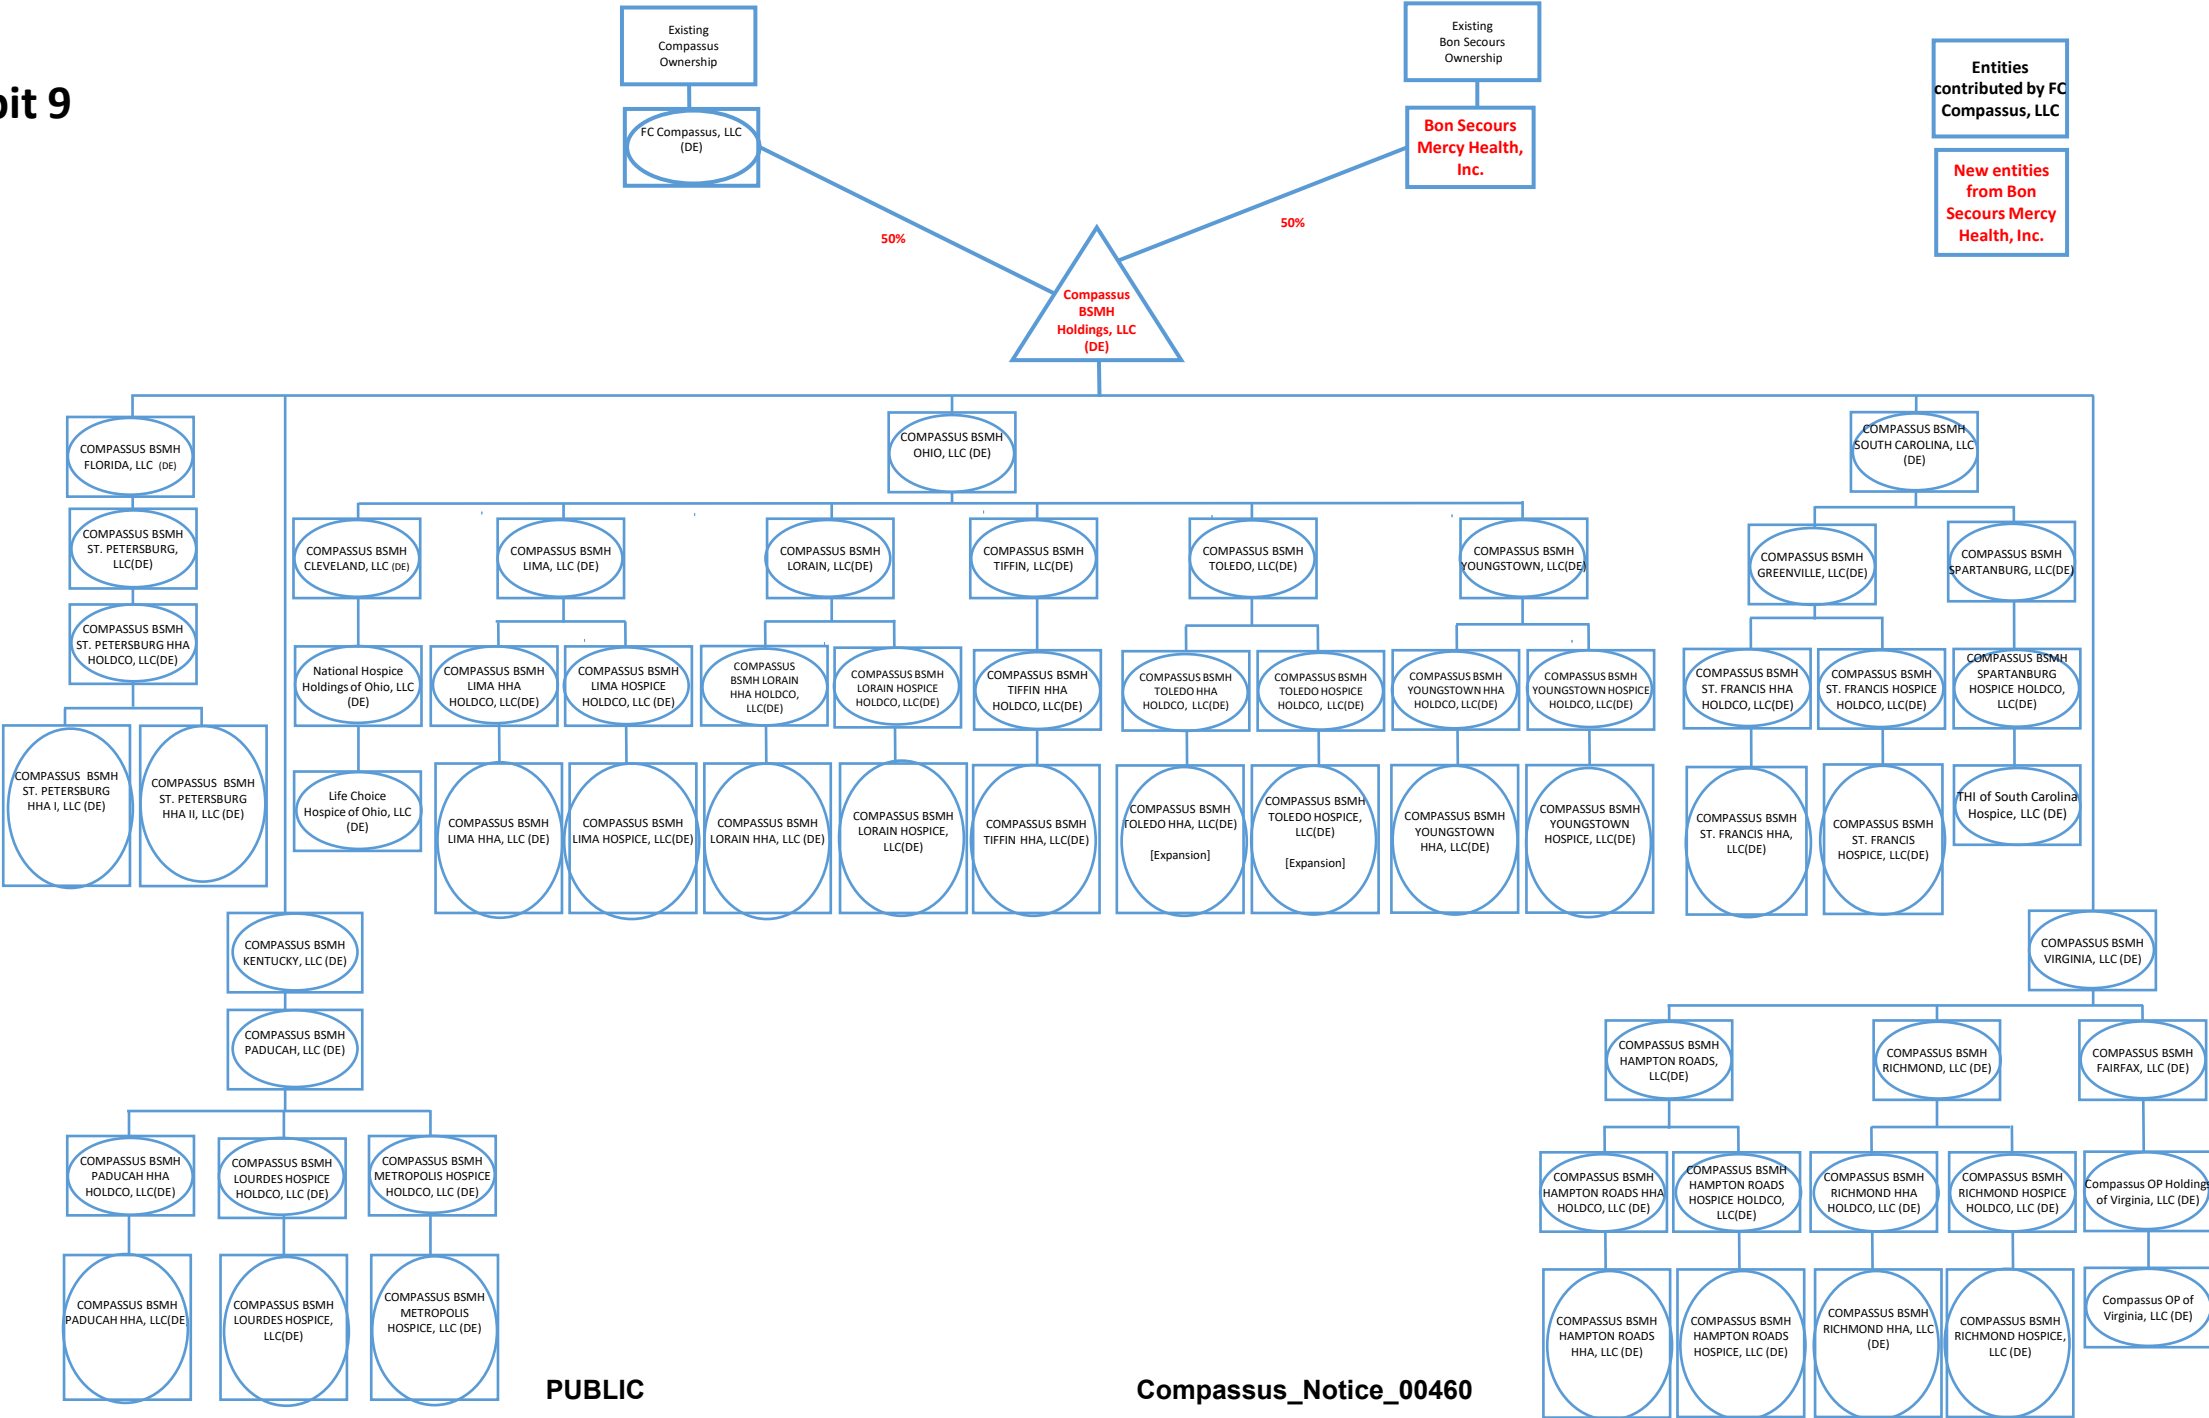 Existing
Compassus
Ownership
Existing
Bon Secours
Ownership
Entities
contributed by FC
Compassus, LLC
bit 9
FC Compassus, LLC
(DE)
Bon Secours
Mercy Health,
Inc.
New entities
from Bon
Secours Mercy
Health, Inc.
50%
50%
Compassus
BSMH
Holdings, LLC
(DE)
COMPASSUS BSMH
FLORIDA, LLC (DE)
COMPASSUS BSMH
OHIO, LLC (DE)
COMPASSUS BSMH
SOUTH CAROLINA, LLC
(DE)
COMPASSUS BSMH
ST. PETERSBURG,
LLC(DE)
COMPASSUS BSMH
CLEVELAND, LLC (DE)
COMPASSUS BSMH
LIMA, LLC (DE)
COMPASSUS BSMH
LORAIN, LLC(DE)
COMPASSUS BSMH
TIFFIN, LLC(DE)
COMPASSUS BSMH
TOLEDO, LLC(DE)
COMPASSUS BSMH
YOUNGSTOWN, LLC(DE)
COMPASSUS BSMH
GREENVILLE, LLC(DE)
COMPASSUS BSMH
SPARTANBURG, LLC(DE)
COMPASSUS BSMH
ST. PETERSBURG HHA
HOLDCO, LLC(DE)
National Hospice
Holdings of Ohio, LLC
(DE)
COMPASSUS BSMH
LIMA HHA
HOLDCO, LLC(DE)
COMPASSUS BSMH
LIMA HOSPICE
HOLDCO, LLC (DE)
COMPASSUS
BSMH LORAIN
HHA HOLDCO,
LLC(DE)
COMPASSUS BSMH
LORAIN HOSPICE
HOLDCO, LLC(DE)
COMPASSUS BSMH
TIFFIN HHA
HOLDCO, LLC(DE)
COMPASSUS BSMH
TOLEDO HHA
HOLDCO, LLC(DE)
COMPASSUS BSMH
TOLEDO HOSPICE
HOLDCO, LLC(DE)
COMPASSUS BSMH
YOUNGSTOWN HHA
HOLDCO, LLC(DE)
COMPASSUS BSMH
YOUNGSTOWN HOSPICE
HOLDCO, LLC(DE)
COMPASSUS BSMH
ST. FRANCIS HHA
HOLDCO, LLC(DE)
COMPASSUS BSMH
ST. FRANCIS HOSPICE
HOLDCO, LLC(DE)
COMPASSUS BSMH
SPARTANBURG
HOSPICE HOLDCO,
LLC(DE)
COMPASSUS BSMH
ST. PETERSBURG
HHA I, LLC (DE)
COMPASSUS BSMH
ST. PETERSBURG
HHA II, LLC (DE)
Life Choice
Hospice of Ohio, LLC
(DE)
COMPASSUS BSMH
LIMA HHA, LLC (DE)
COMPASSUS BSMH
LIMA HOSPICE, LLC(DE)
COMPASSUS BSMH
LORAIN HHA, LLC (DE)
COMPASSUS BSMH
LORAIN HOSPICE,
LLC(DE)
COMPASSUS BSMH
TIFFIN HHA, LLC(DE)
COMPASSUS BSMH
TOLEDO HHA, LLC(DE)
[Expansion]
COMPASSUS BSMH
TOLEDO HOSPICE,
LLC(DE)
[Expansion]
COMPASSUS BSMH
YOUNGSTOWN
HHA, LLC(DE)
COMPASSUS BSMH
YOUNGSTOWN
HOSPICE, LLC(DE)
COMPASSUS BSMH
ST. FRANCIS HHA,
LLC(DE)
COMPASSUS BSMH
ST. FRANCIS
HOSPICE, LLC(DE)
THI of South Carolina
Hospice, LLC (DE)
COMPASSUS BSMH
KENTUCKY, LLC (DE)
COMPASSUS BSMH
VIRGINIA, LLC (DE)
COMPASSUS BSMH
PADUCAH, LLC (DE)
COMPASSUS BSMH
HAMPTON ROADS,
LLC(DE)
COMPASSUS BSMH
RICHMOND, LLC (DE)
COMPASSUS BSMH
FAIRFAX, LLC (DE)
COMPASSUS BSMH
PADUCAH HHA
HOLDCO, LLC(DE)
COMPASSUS BSMH
LOURDES HOSPICE
HOLDCO, LLC (DE)
COMPASSUS BSMH
METROPOLIS HOSPICE
HOLDCO, LLC (DE)
COMPASSUS BSMH
HAMPTON ROADS HHA
HOLDCO, LLC (DE)
COMPASSUS BSMH
HAMPTON ROADS
HOSPICE HOLDCO,
LLC(DE)
COMPASSUS BSMH
RICHMOND HHA
HOLDCO, LLC (DE)
COMPASSUS BSMH
RICHMOND HOSPICE
HOLDCO, LLC (DE)
Compassus OP Holdings
of Virginia, LLC (DE)
COMPASSUS BSMH
PADUCAH HHA, LLC(DE)
COMPASSUS BSMH
LOURDES HOSPICE,
LLC(DE)
COMPASSUS BSMH
METROPOLIS
HOSPICE, LLC (DE)
COMPASSUS BSMH
HAMPTON ROADS
HHA, LLC (DE)
COMPASSUS BSMH
HAMPTON ROADS
HOSPICE, LLC (DE)
COMPASSUS BSMH
RICHMOND HHA, LLC
(DE)
COMPASSUS BSMH
RICHMOND HOSPICE,
LLC (DE)
Compassus OP of
Virginia, LLC (DE)
PUBLIC
Compassus_Notice_00460